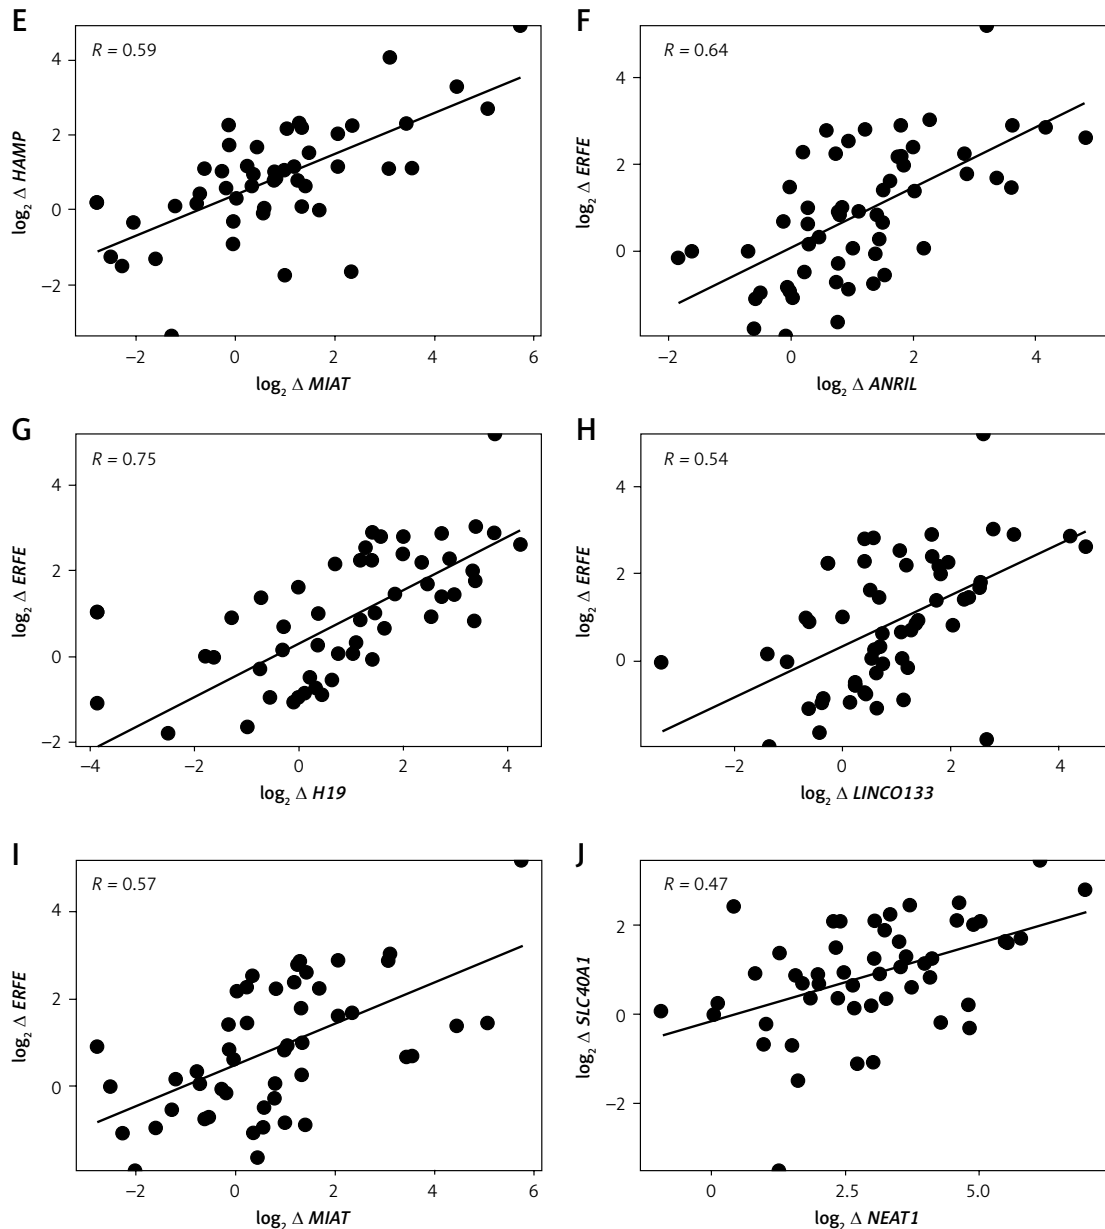 E
R = 0.59
4
2
0
−2
log₂ Δ HAMP
−2 0 2 4 6
log₂ Δ MIAT
F
R = 0.64
4
2
0
log₂ Δ ERFE
−2 0 2 4
log₂ Δ ANRIL
G
R = 0.75
4
2
0
−2
log₂ Δ ERFE
−4 −2 0 2 4
log₂ Δ H19
H
R = 0.54
4
2
0
log₂ Δ ERFE
−2 0 2 4
log₂ Δ LINCO133
I
R = 0.57
4
2
0
log₂ Δ ERFE
−2 0 2 4 6
log₂ Δ MIAT
J
R = 0.47
2
0
−2
log₂ Δ SLC40A1
0 2.5 5.0
log₂ Δ NEAT1